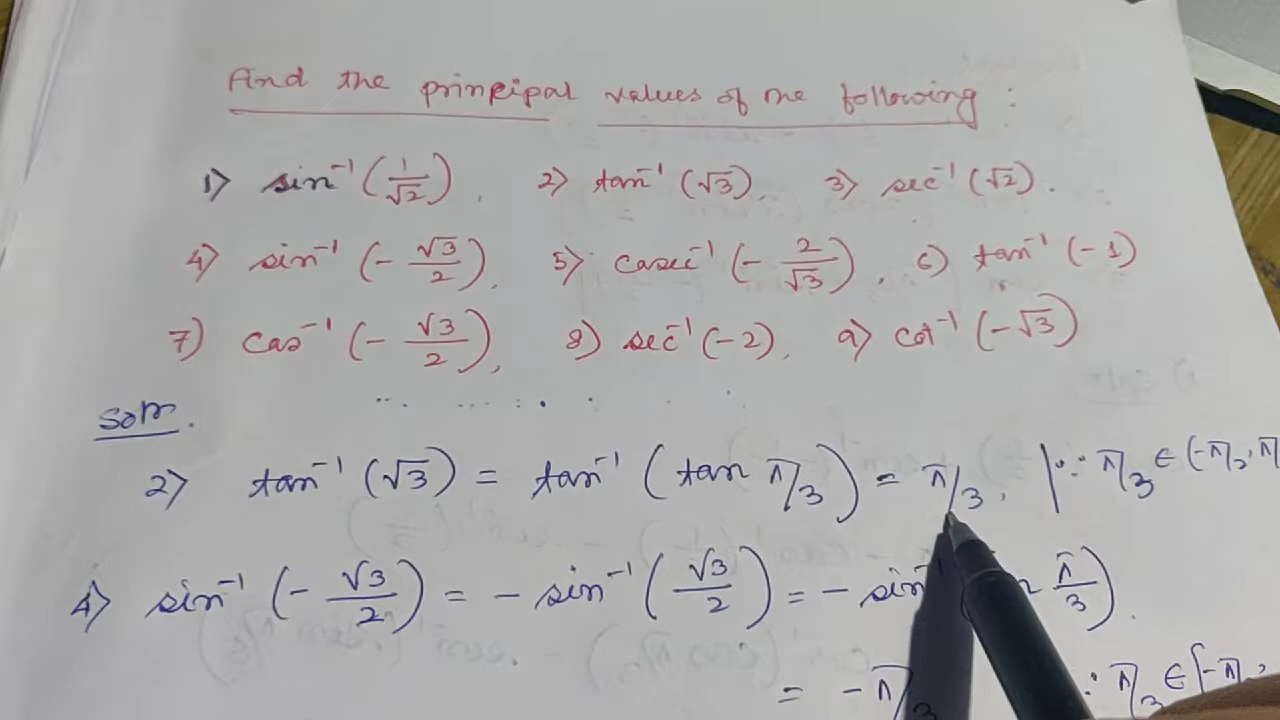 Find the principal values of the following :
1) sin⁻¹(1/√2), 2) tan⁻¹(√3), 3) sec⁻¹(√2).
4) sin⁻¹(-√3/2), 5) cosec⁻¹(-2/√3), 6) tan⁻¹(-1)
7) cos⁻¹(-√3/2), 8) sec⁻¹(-2), 9) cot⁻¹(-√3)
Soln.
2) tan⁻¹(√3) = tan⁻¹(tan π/3) = π/3. | ∵ π/3 ∈ (-π/2, π
4) sin⁻¹(-√3/2) = - sin⁻¹(√3/2) = - sin π/3).
= - π/3 ∵ π/3 ∈ [-π,